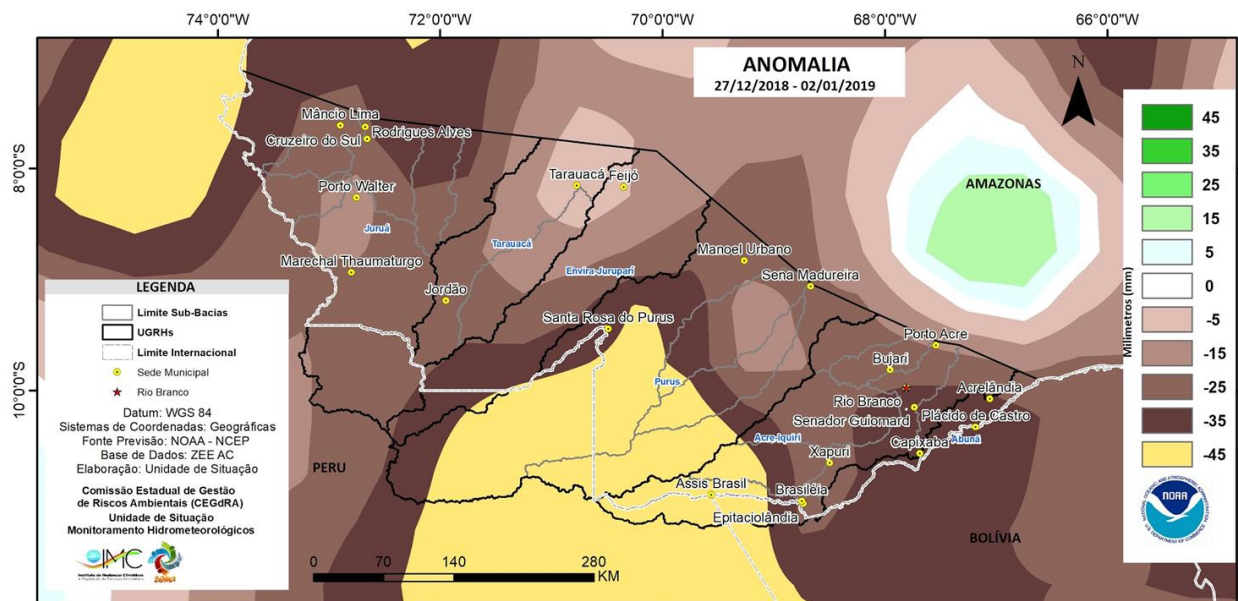 74°0'0"W
72°0'0"W
70°0'0"W
68°0'0"W
66°0'0"W
8°0'0"S
10°0'0"S
ANOMALIA
27/12/2018 - 02/01/2019
N
Mâncio Lima
Rodrigues Alves
Cruzeiro do Sul
Porto Walter
Juruá
Marechal Thaumaturgo
Jordão
Tarauacá
Feijó
Tarauacá
Envira-Jurupari
Manoel Urbano
Sena Madureira
Santa Rosa do Purus
Purus
Porto Acre
Bujari
Rio Branco
Acrelândia
Senador Guiomard
Plácido de Castro
Acre-Iquiri
Abunã
Capixaba
Xapuri
Assis Brasil
Brasiléia
Epitaciolândia
AMAZONAS
PERU
BOLÍVIA
LEGENDA
Limite Sub-Bacias
UGRHs
Limite Internacional
Sede Municipal
Rio Branco
Datum: WGS 84
Sistemas de Coordenadas: Geográficas
Fonte Previsão: NOAA - NCEP
Base de Dados: ZEE AC
Elaboração: Unidade de Situação
Comissão Estadual de Gestão
de Riscos Ambientais (CEGdRA)
Unidade de Situação
Monitoramento Hidrometeorológicos
IMC
0
70
140
280
KM
Milimetros (mm)
45
35
25
15
5
0
-5
-15
-25
-35
-45
NOAA